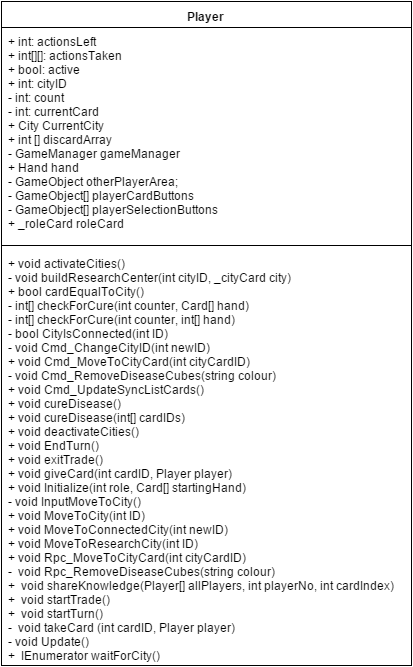 Player
+ int: actionsLeft
+ int[][]: actionsTaken
+ bool: active
+ int: cityID
- int: count
- int: currentCard
+ City CurrentCity
+ int [] discardArray
- GameManager gameManager
+ Hand hand
- GameObject otherPlayerArea;
- GameObject[] playerCardButtons
- GameObject[] playerSelectionButtons
+ _roleCard roleCard
+ void activateCities()
- void buildResearchCenter(int cityID, _cityCard city)
+ bool cardEqualToCity()
- int[] checkForCure(int counter, Card[] hand)
- int[] checkForCure(int counter, int[] hand)
- bool CityIsConnected(int ID)
- void Cmd_ChangeCityID(int newID)
+ void Cmd_MoveToCityCard(int cityCardID)
- void Cmd_RemoveDiseaseCubes(string colour)
+ void Cmd_UpdateSyncListCards()
+ void cureDisease()
+ void cureDisease(int[] cardIDs)
+ void deactivateCities()
+ void EndTurn()
+ void exitTrade()
+ void giveCard(int cardID, Player player)
+ void Initialize(int role, Card[] startingHand)
- void InputMoveToCity()
+ void MoveToCity(int ID)
+ void MoveToConnectedCity(int newID)
+ void MoveToResearchCity(int ID)
+ void Rpc_MoveToCityCard(int cityCardID)
- void Rpc_RemoveDiseaseCubes(string colour)
+ void shareKnowledge(Player[] allPlayers, int playerNo, int cardIndex)
+ void startTrade()
+ void startTurn()
- void takeCard (int cardID, Player player)
- void Update()
+ IEnumerator waitForCity()